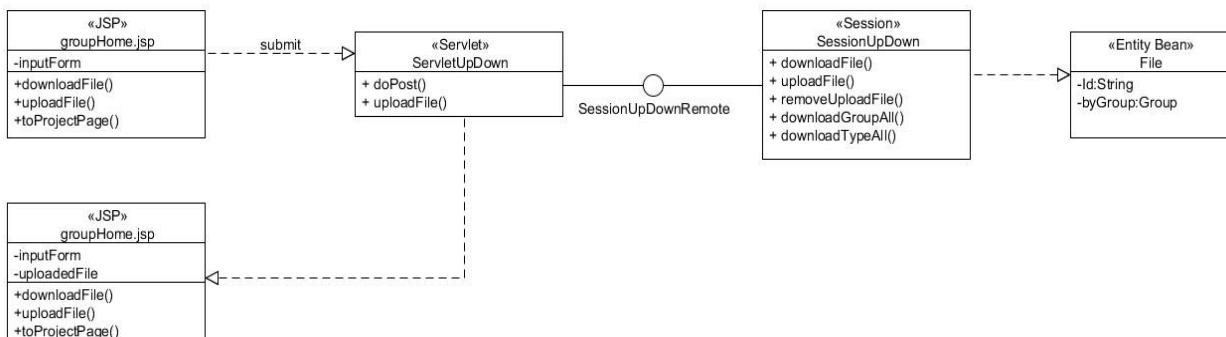 «JSP»
groupHome.jsp
-inputForm
+downloadFile()
+uploadFile()
+toProjectPage()
submit
«Servlet»
ServletUpDown
+ doPost()
+ uploadFile()
SessionUpDownRemote
«Session»
SessionUpDown
+ downloadFile()
+ uploadFile()
+ removeUploadFile()
+ downloadGroupAll()
+ downloadTypeAll()
«Entity Bean»
File
-Id:String
-byGroup:Group
«JSP»
groupHome.jsp
-inputForm
-uploadedFile
+downloadFile()
+uploadFile()
+toProjectPage()